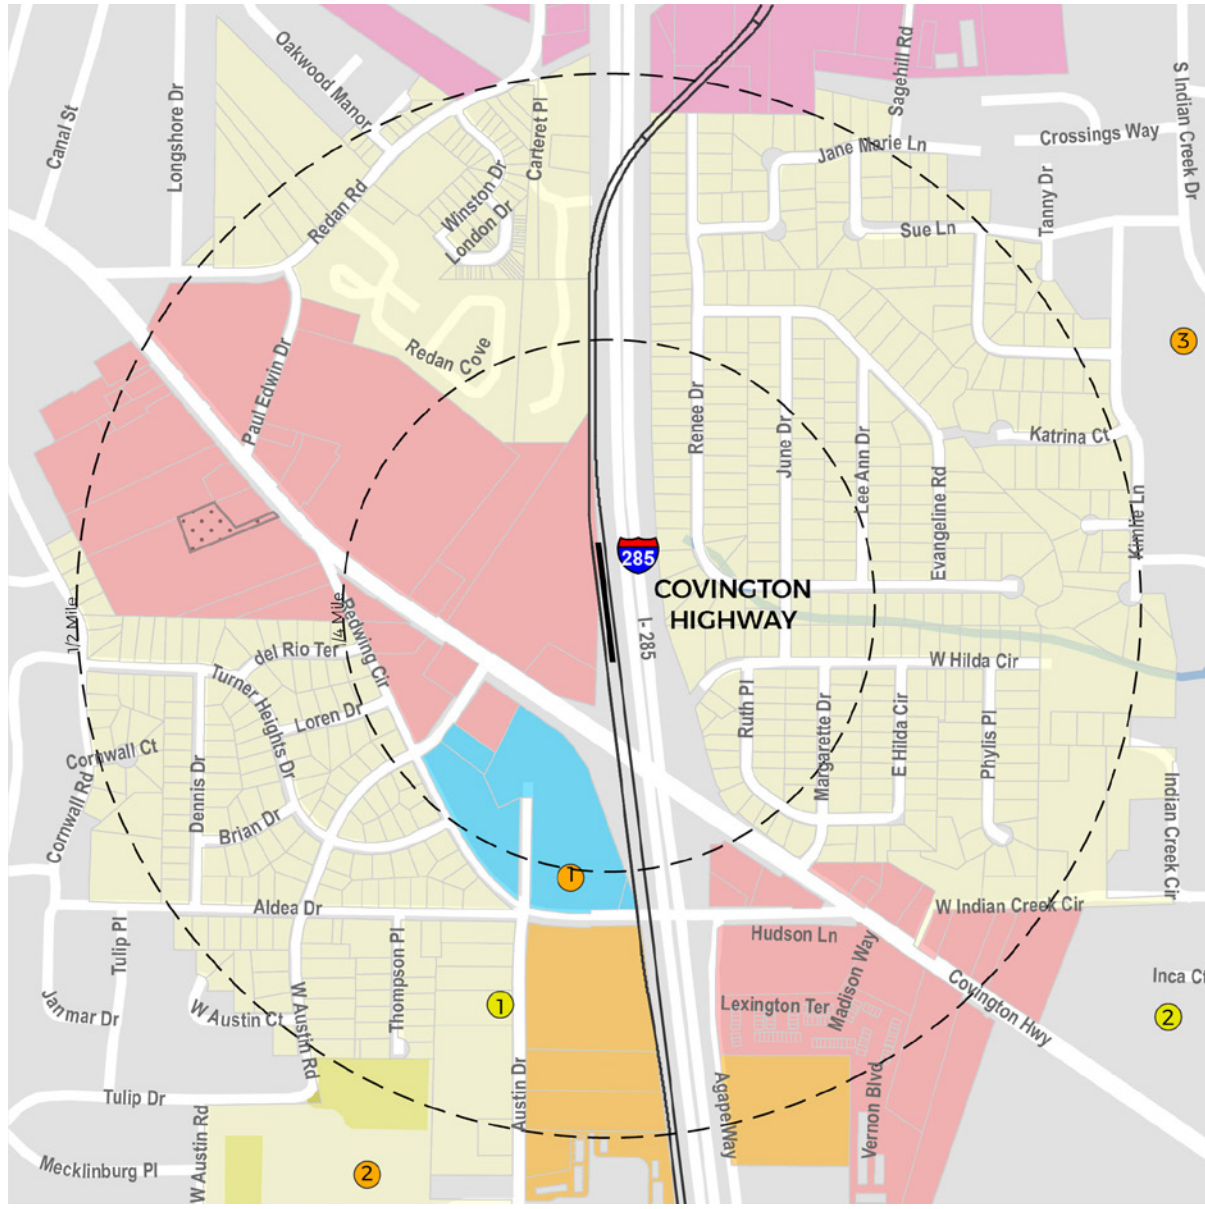 Canal St
Longshore Dr
Oakwood Manor
Redan Rd
Winston Dr
London Dr
Carteret Pl
Sagehill Rd
Jane Marie Ln
Crossings Way
S Indian Creek Dr
Tanny Dr
Sue Ln
Redan Cove
Paul Edwin Dr
3
Renee Dr
June Dr
Lee Ann Dr
Evangeline Rd
Katrina Ct
Kimlie Ln
285
COVINGTON
HIGHWAY
I- 285
1/2 Mile
1/4 Mile
Redwing Cir
del Rio Ter
Turner Heights Dr
Loren Dr
Cornwall Ct
Cornwall Rd
Dennis Dr
Brian Dr
W Hilda Cir
Ruth Pl
Margarette Dr
E Hilda Cir
Phylis Pl
Indian Creek Cir
1
Aldea Dr
W Indian Creek Cir
Hudson Ln
Madison Way
Tulip Pl
Thompson Pl
Lexington Ter
Covington Hwy
Inca Ct
Jan mar Dr
W Austin Ct
W Austin Rd
1
2
Austin Dr
Agape Way
Vernon Blvd
Tulip Dr
W Austin Rd
Mecklinburg Pl
2